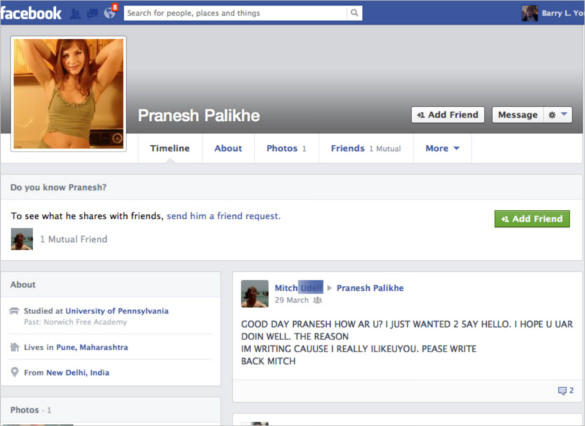 facebook
8
Search for people, places and things
Barry L. Yo
Pranesh Palikhe
+1 Add Friend
Message
Timeline
About
Photos 1
Friends 1 Mutual
More
Do you know Pranesh?
To see what he shares with friends, send him a friend request.
+1 Add Friend
1 Mutual Friend
About
Studied at University of Pennsylvania
Past: Norwich Free Academy
Lives in Pune, Maharashtra
From New Delhi, India
Photos · 1
Mitch Udell Pranesh Palikhe
29 March
GOOD DAY PRANESH HOW AR U? I JUST WANTED 2 SAY HELLO. I HOPE U UAR
DOIN WELL. THE REASON
IM WRITING CAUUSE I REALLY ILIKEUYOU. PEASE WRITE
BACK MITCH
2